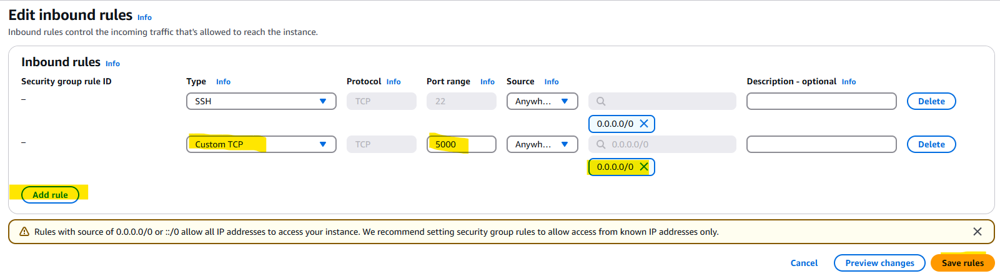 Edit inbound rules Info
Inbound rules control the incoming traffic that's allowed to reach the instance.
Inbound rules Info
Security group rule ID Type Info Protocol Info Port range Info Source Info Description - optional Info
– SSH TCP 22 Anywh... Delete
0.0.0.0/0
– Custom TCP TCP 5000 Anywh... 0.0.0.0/0 Delete
0.0.0.0/0
Add rule
Rules with source of 0.0.0.0/0 or ::/0 allow all IP addresses to access your instance. We recommend setting security group rules to allow access from known IP addresses only.
Cancel Preview changes Save rules